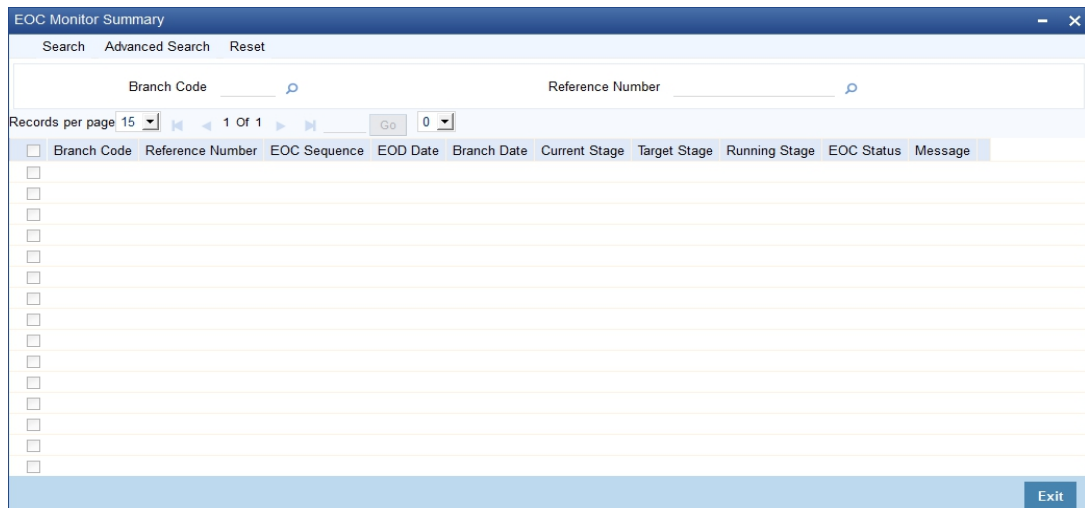 EOC Monitor Summary
Search Advanced Search Reset
Branch Code Reference Number
Records per page 15 1 Of 1 Go 0
Branch Code Reference Number EOC Sequence EOD Date Branch Date Current Stage Target Stage Running Stage EOC Status Message
Exit